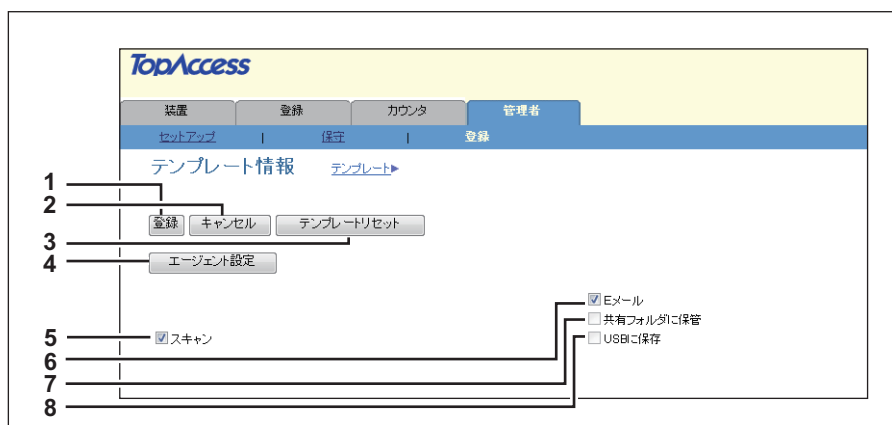 TopAccess
装置 登録 カウンタ 管理者
セットアップ | 保守 | 登録
テンプレート情報 テンプレート▶
1
2
登録 キャンセル テンプレートリセット
3
4 エージェント設定
Eメール
共有フォルダに保管
5 スキャン
USBに保存
6
7
8